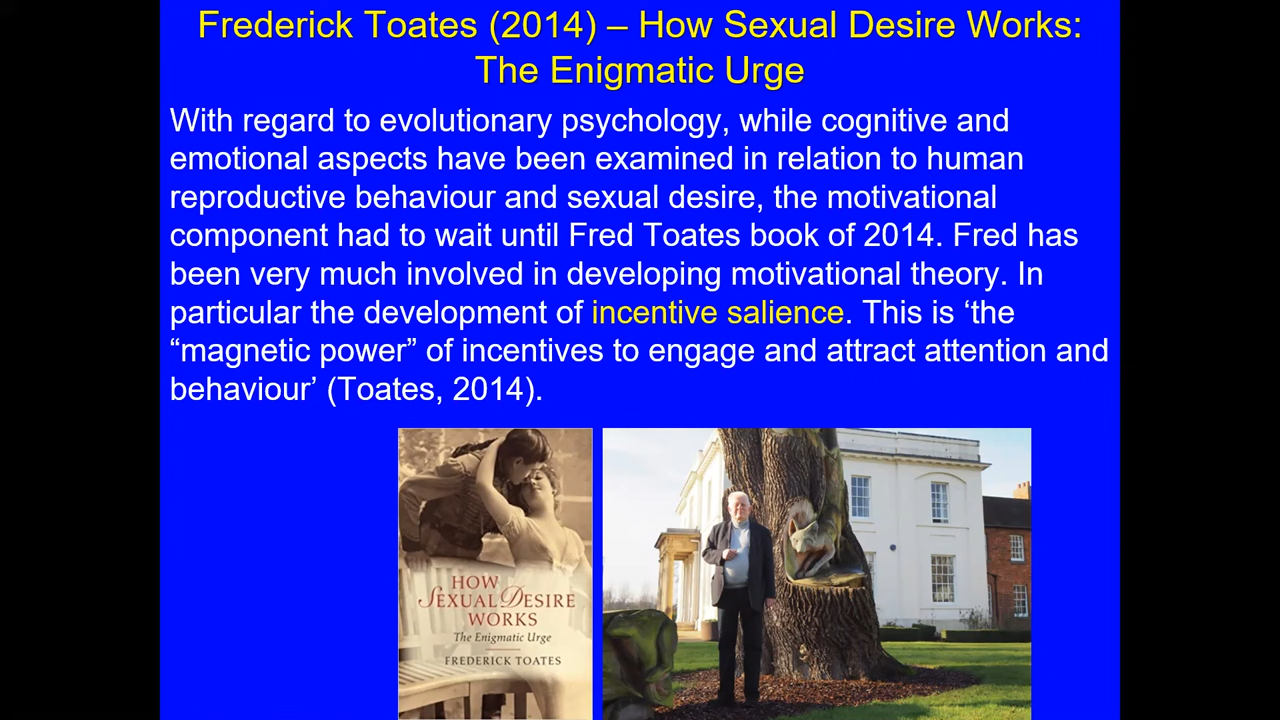 Frederick Toates (2014) – How Sexual Desire Works:
The Enigmatic Urge
With regard to evolutionary psychology, while cognitive and
emotional aspects have been examined in relation to human
reproductive behaviour and sexual desire, the motivational
component had to wait until Fred Toates book of 2014. Fred has
been very much involved in developing motivational theory. In
particular the development of incentive salience. This is ‘the
“magnetic power” of incentives to engage and attract attention and
behaviour’ (Toates, 2014).
HOW
SEXUAL DESIRE
WORKS
The Enigmatic Urge
FREDERICK TOATES